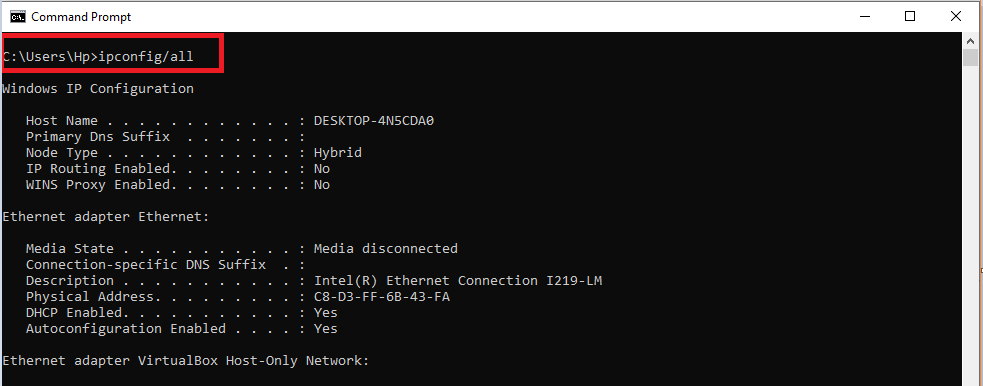 Command Prompt
C:\Users\Hp>ipconfig/all
Windows IP Configuration
Host Name . . . . . . . . . . . . : DESKTOP-4N5CDA0
Primary Dns Suffix  . . . . . . . :
Node Type . . . . . . . . . . . . : Hybrid
IP Routing Enabled. . . . . . . . : No
WINS Proxy Enabled. . . . . . . . : No
Ethernet adapter Ethernet:
Media State . . . . . . . . . . . : Media disconnected
Connection-specific DNS Suffix  . :
Description . . . . . . . . . . . : Intel(R) Ethernet Connection I219-LM
Physical Address. . . . . . . . . : C8-D3-FF-6B-43-FA
DHCP Enabled. . . . . . . . . . . : Yes
Autoconfiguration Enabled . . . . : Yes
Ethernet adapter VirtualBox Host-Only Network: